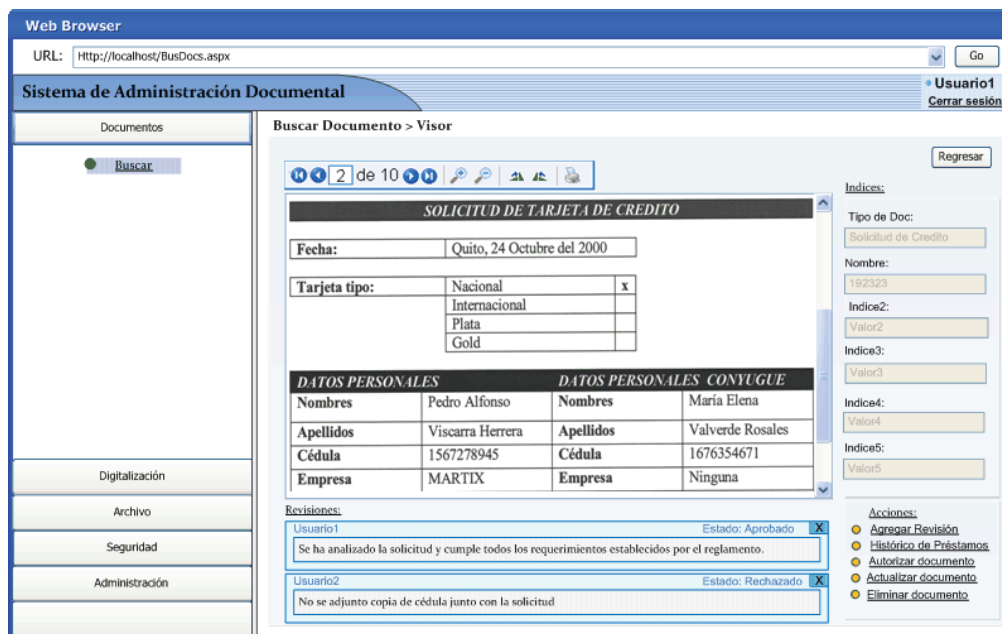 Web Browser
URL: Http://localhost/BusDocs.aspx Go
Sistema de Administración Documental
Usuario1
Cerrar sesión
Documentos
Buscar
Digitalización
Archivo
Seguridad
Administración
Buscar Documento > Visor
Regresar
2 de 10
SOLICITUD DE TARJETA DE CREDITO
Fecha: Quito, 24 Octubre del 2000
Tarjeta tipo: Nacional x
Internacional
Plata
Gold
DATOS PERSONALES DATOS PERSONALES CONYUGUE
Nombres Pedro Alfonso Nombres María Elena
Apellidos Viscarra Herrera Apellidos Valverde Rosales
Cédula 1567278945 Cédula 1676354671
Empresa MARTIX Empresa Ninguna
Indices:
Tipo de Doc:
Solicitud de Credito
Nombre:
192323
Indice2:
Valor2
Indice3:
Valor3
Indice4:
Valor4
Indice5:
Valor5
Revisiones:
Usuario1 Estado: Aprobado X
Se ha analizado la solicitud y cumple todos los requerimientos establecidos por el reglamento.
Usuario2 Estado: Rechazado X
No se adjunto copia de cédula junto con la solicitud
Acciones:
Agregar Revisión
Histórico de Préstamos
Autorizar documento
Actualizar documento
Eliminar documento